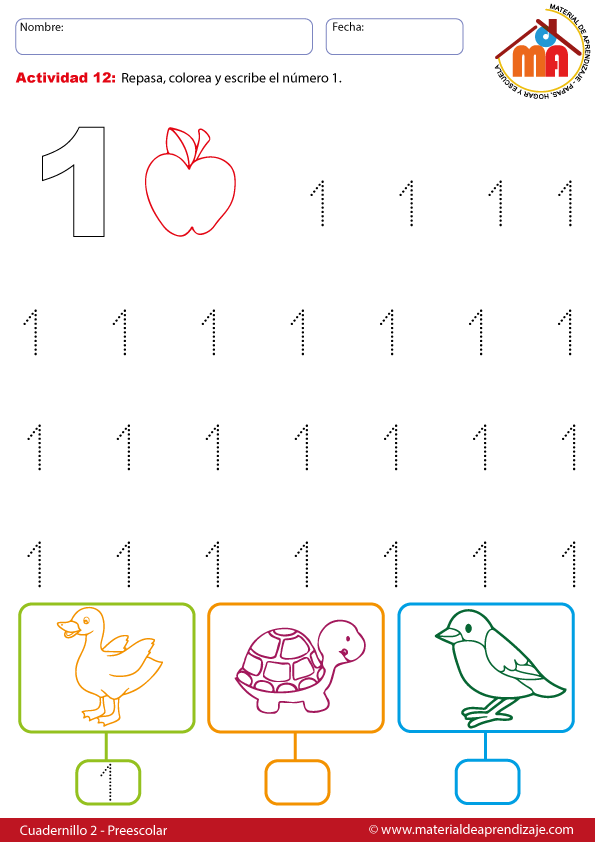 Nombre:
Fecha:
MATERIAL DE APRENDIZAJE - PAPAS, HOGAR Y ESCUELA
dmA
Actividad 12: Repasa, colorea y escribe el número 1.
1
1 1 1 1
1 1 1 1 1 1 1
1 1 1 1 1 1 1
1 1 1 1 1 1 1
1
Cuadernillo 2 - Preescolar
© www.materialdeaprendizaje.com